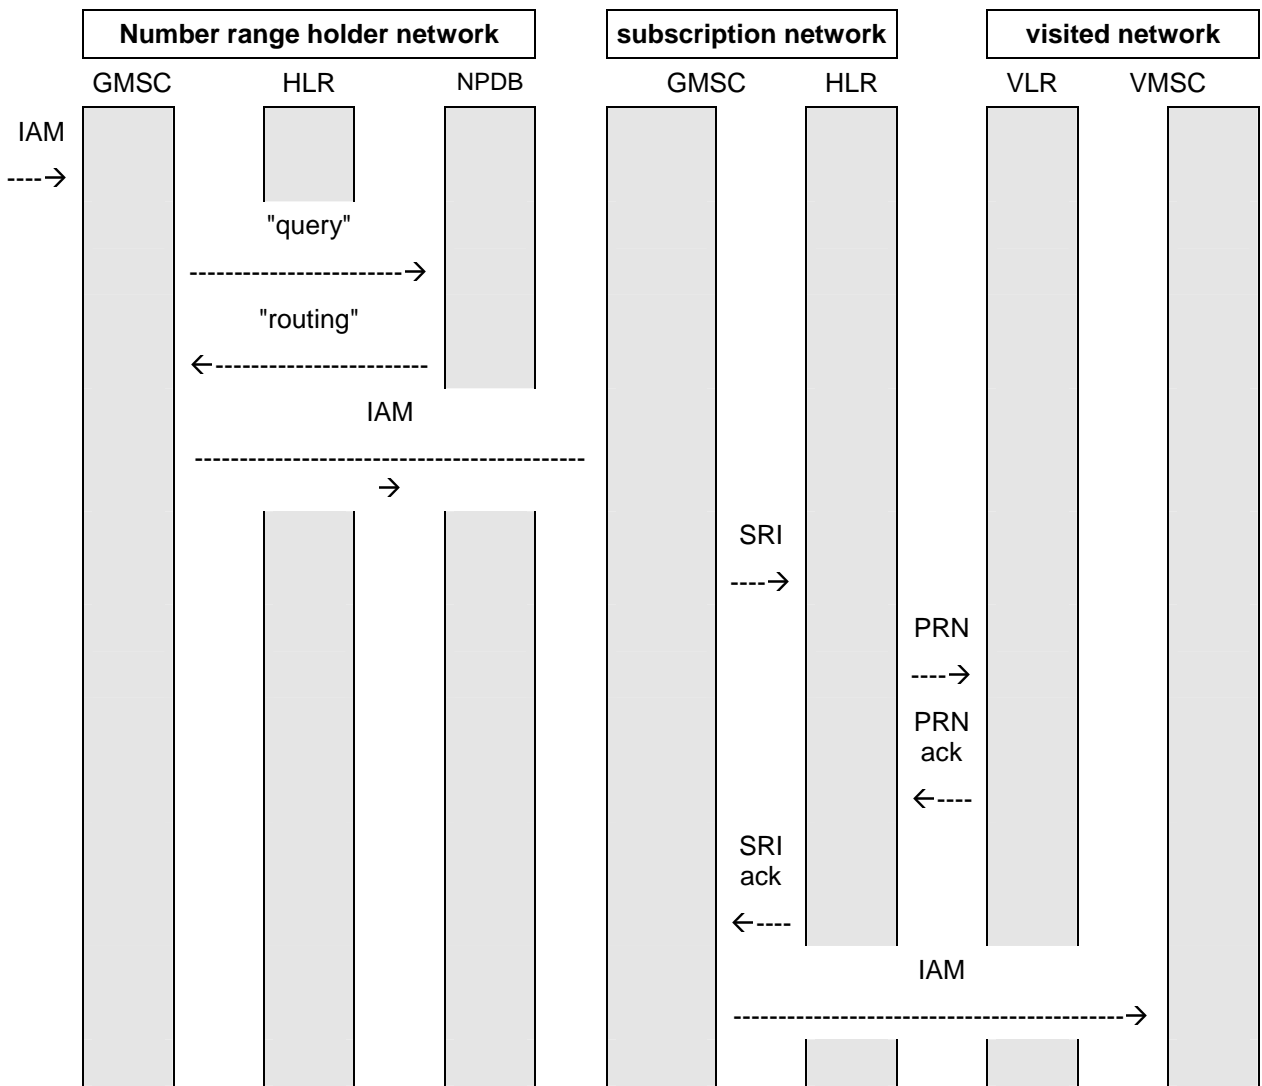 Number range holder network subscription network visited network
GMSC HLR NPDB GMSC HLR VLR VMSC
IAM
"query"
"routing"
IAM
SRI
PRN
PRN
ack
SRI
ack
IAM